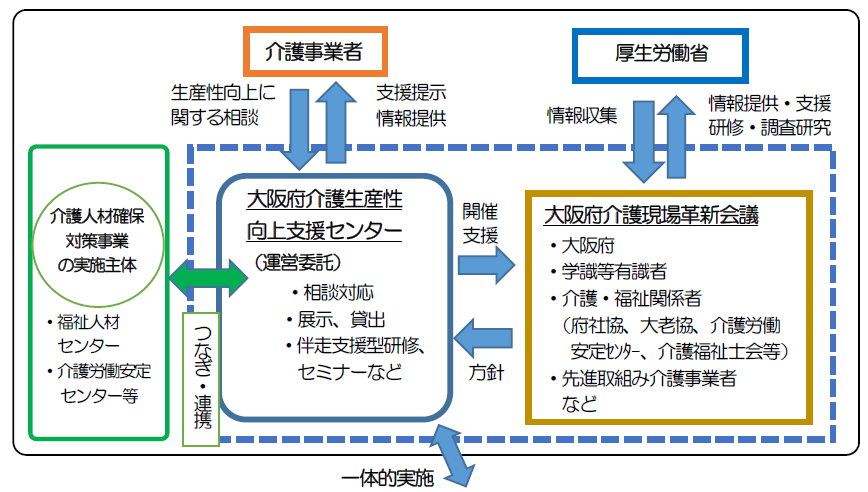 介護事業者
厚生労働省
生産性向上に
関する相談
支援提示
情報提供
情報収集
情報提供・支援
研修・調査研究
介護人材確保
対策事業
の実施主体
・福祉人材
センター
・介護労働安定
センター等
つなぎ・連携
大阪府介護生産性
向上支援センター
（運営委託）
・相談対応
・展示、貸出
・伴走支援型研修、
セミナーなど
開催
支援
方針
大阪府介護現場革新会議
・大阪府
・学識等有識者
・介護・福祉関係者
（府社協、大老協、介護労働
安定ｾﾝﾀｰ、介護福祉士会等）
・先進取組み介護事業者
など
一体的実施